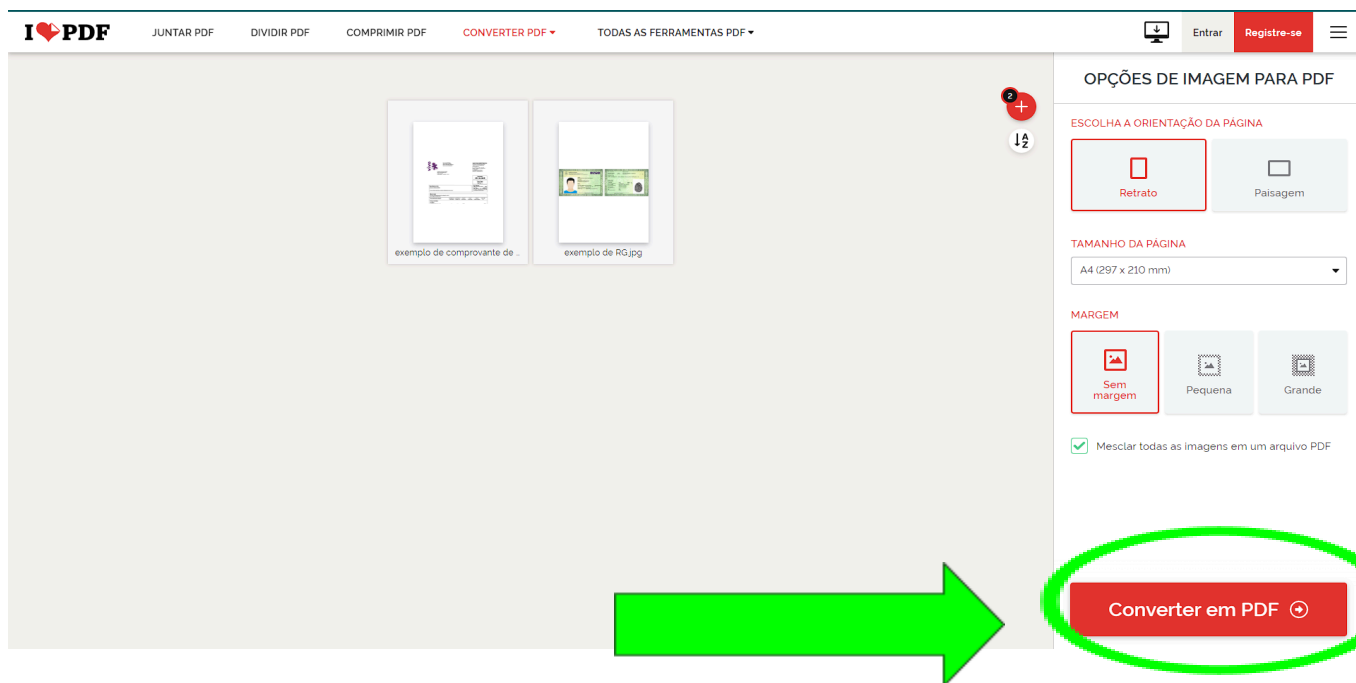 I PDF
JUNTAR PDF
DIVIDIR PDF
COMPRIMIR PDF
CONVERTER PDF
TODAS AS FERRAMENTAS PDF
Entrar
Registre-se
2
exemplo de comprovante de ...
exemplo de RG.jpg
A
Z
OPÇÕES DE IMAGEM PARA PDF
ESCOLHA A ORIENTAÇÃO DA PÁGINA
Retrato
Paisagem
TAMANHO DA PÁGINA
A4 (297 x 210 mm)
MARGEM
Sem
margem
Pequena
Grande
Mesclar todas as imagens em um arquivo PDF
Converter em PDF